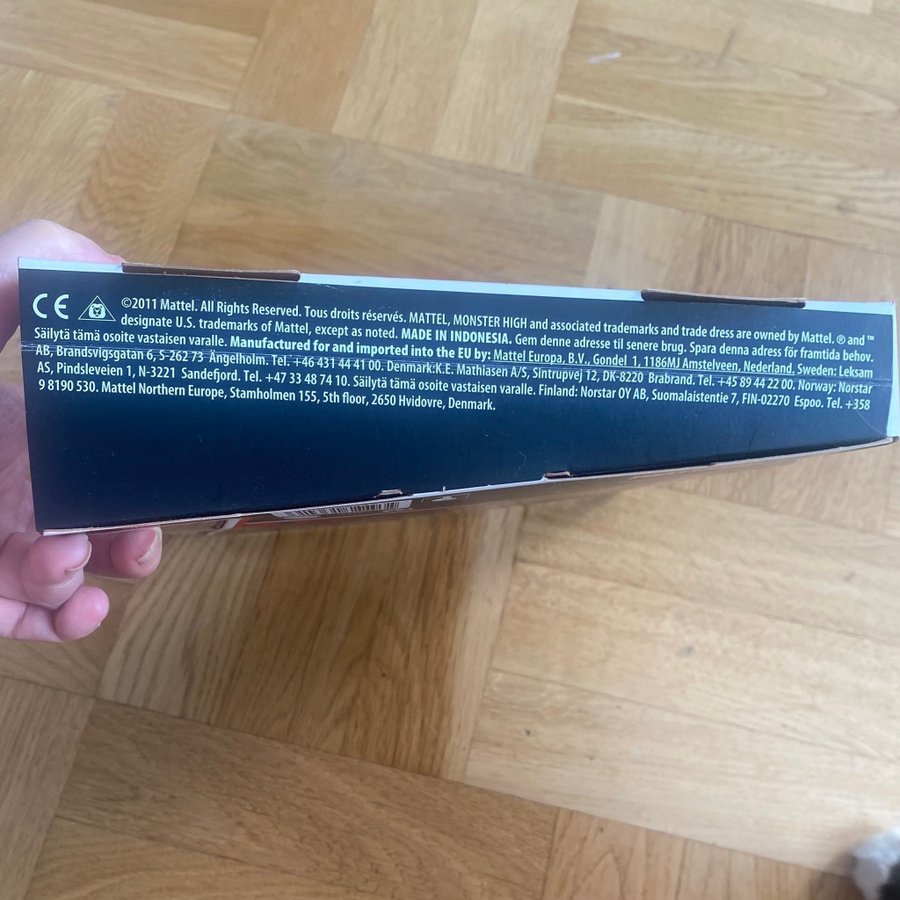 CE ©2011 Mattel. All Rights Reserved. Tous droits réservés. MATTEL, MONSTER HIGH and associated trademarks and trade dress are owned by Mattel. ® and ™
designate U.S. trademarks of Mattel, except as noted. MADE IN INDONESIA. Gem denne adresse til senere brug. Spara denna adress för framtida behov.
Säilytä tämä osoite vastaisen varalle. Manufactured for and imported into the EU by: Mattel Europa, B.V., Gondel 1, 1186MJ Amstelveen, Nederland. Sweden: Leksam
AB, Brandsvigsgatan 6, S-262 73 Ängelholm. Tel. +46 431 44 41 00. Denmark:K.E. Mathiasen A/S, Sintrupvej 12, DK-8220 Brabrand. Tel. +45 89 44 22 00. Norway: Norstar
AS, Pindsleveien 1, N-3221 Sandefjord. Tel. +47 33 48 74 10. Säilytä tämä osoite vastaisen varalle. Finland: Norstar OY AB, Suomalaistentie 7, FIN-02270 Espoo. Tel. +358
9 8190 530. Mattel Northern Europe, Stamholmen 155, 5th floor, 2650 Hvidovre, Denmark.